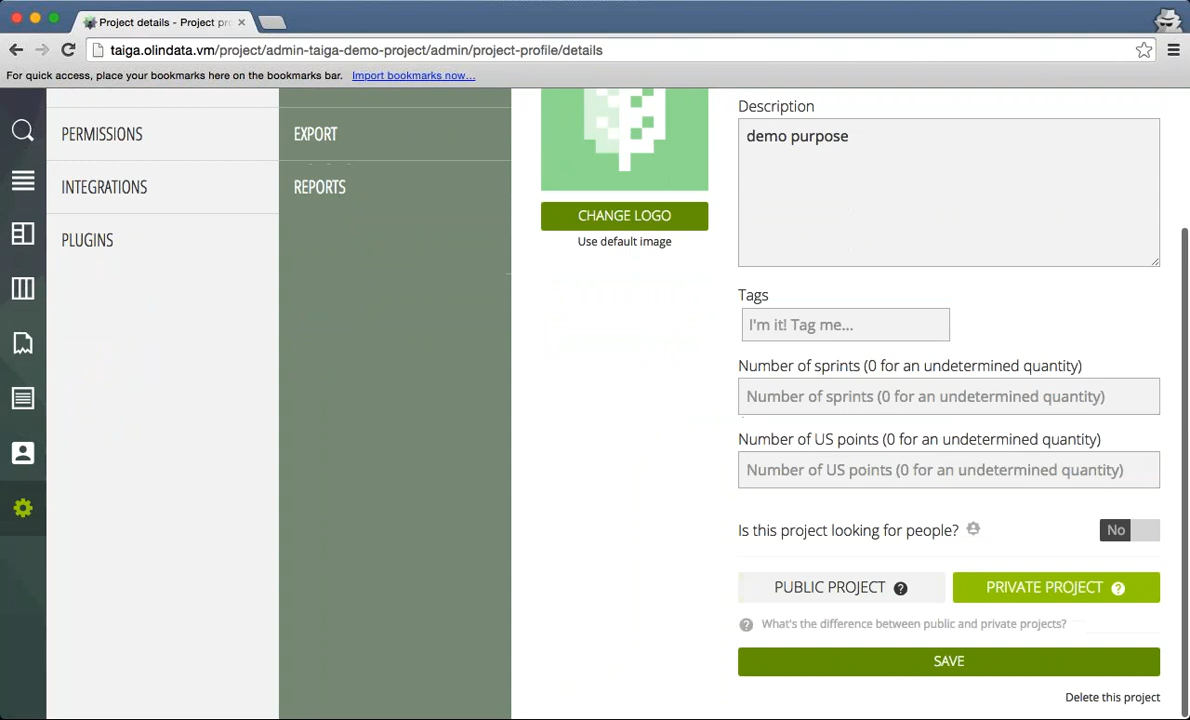 Project details - Project pr
taiga.olindata.vm/project/admin-taiga-demo-project/admin/project-profile/details
For quick access, place your bookmarks here on the bookmarks bar. Import bookmarks now...
PERMISSIONS
INTEGRATIONS
PLUGINS
EXPORT
REPORTS
CHANGE LOGO
Use default image
Description
demo purpose
Tags
I'm it! Tag me...
Number of sprints (0 for an undetermined quantity)
Number of sprints (0 for an undetermined quantity)
Number of US points (0 for an undetermined quantity)
Number of US points (0 for an undetermined quantity)
Is this project looking for people?
No
PUBLIC PROJECT ?
PRIVATE PROJECT ?
? What's the difference between public and private projects?
SAVE
Delete this project